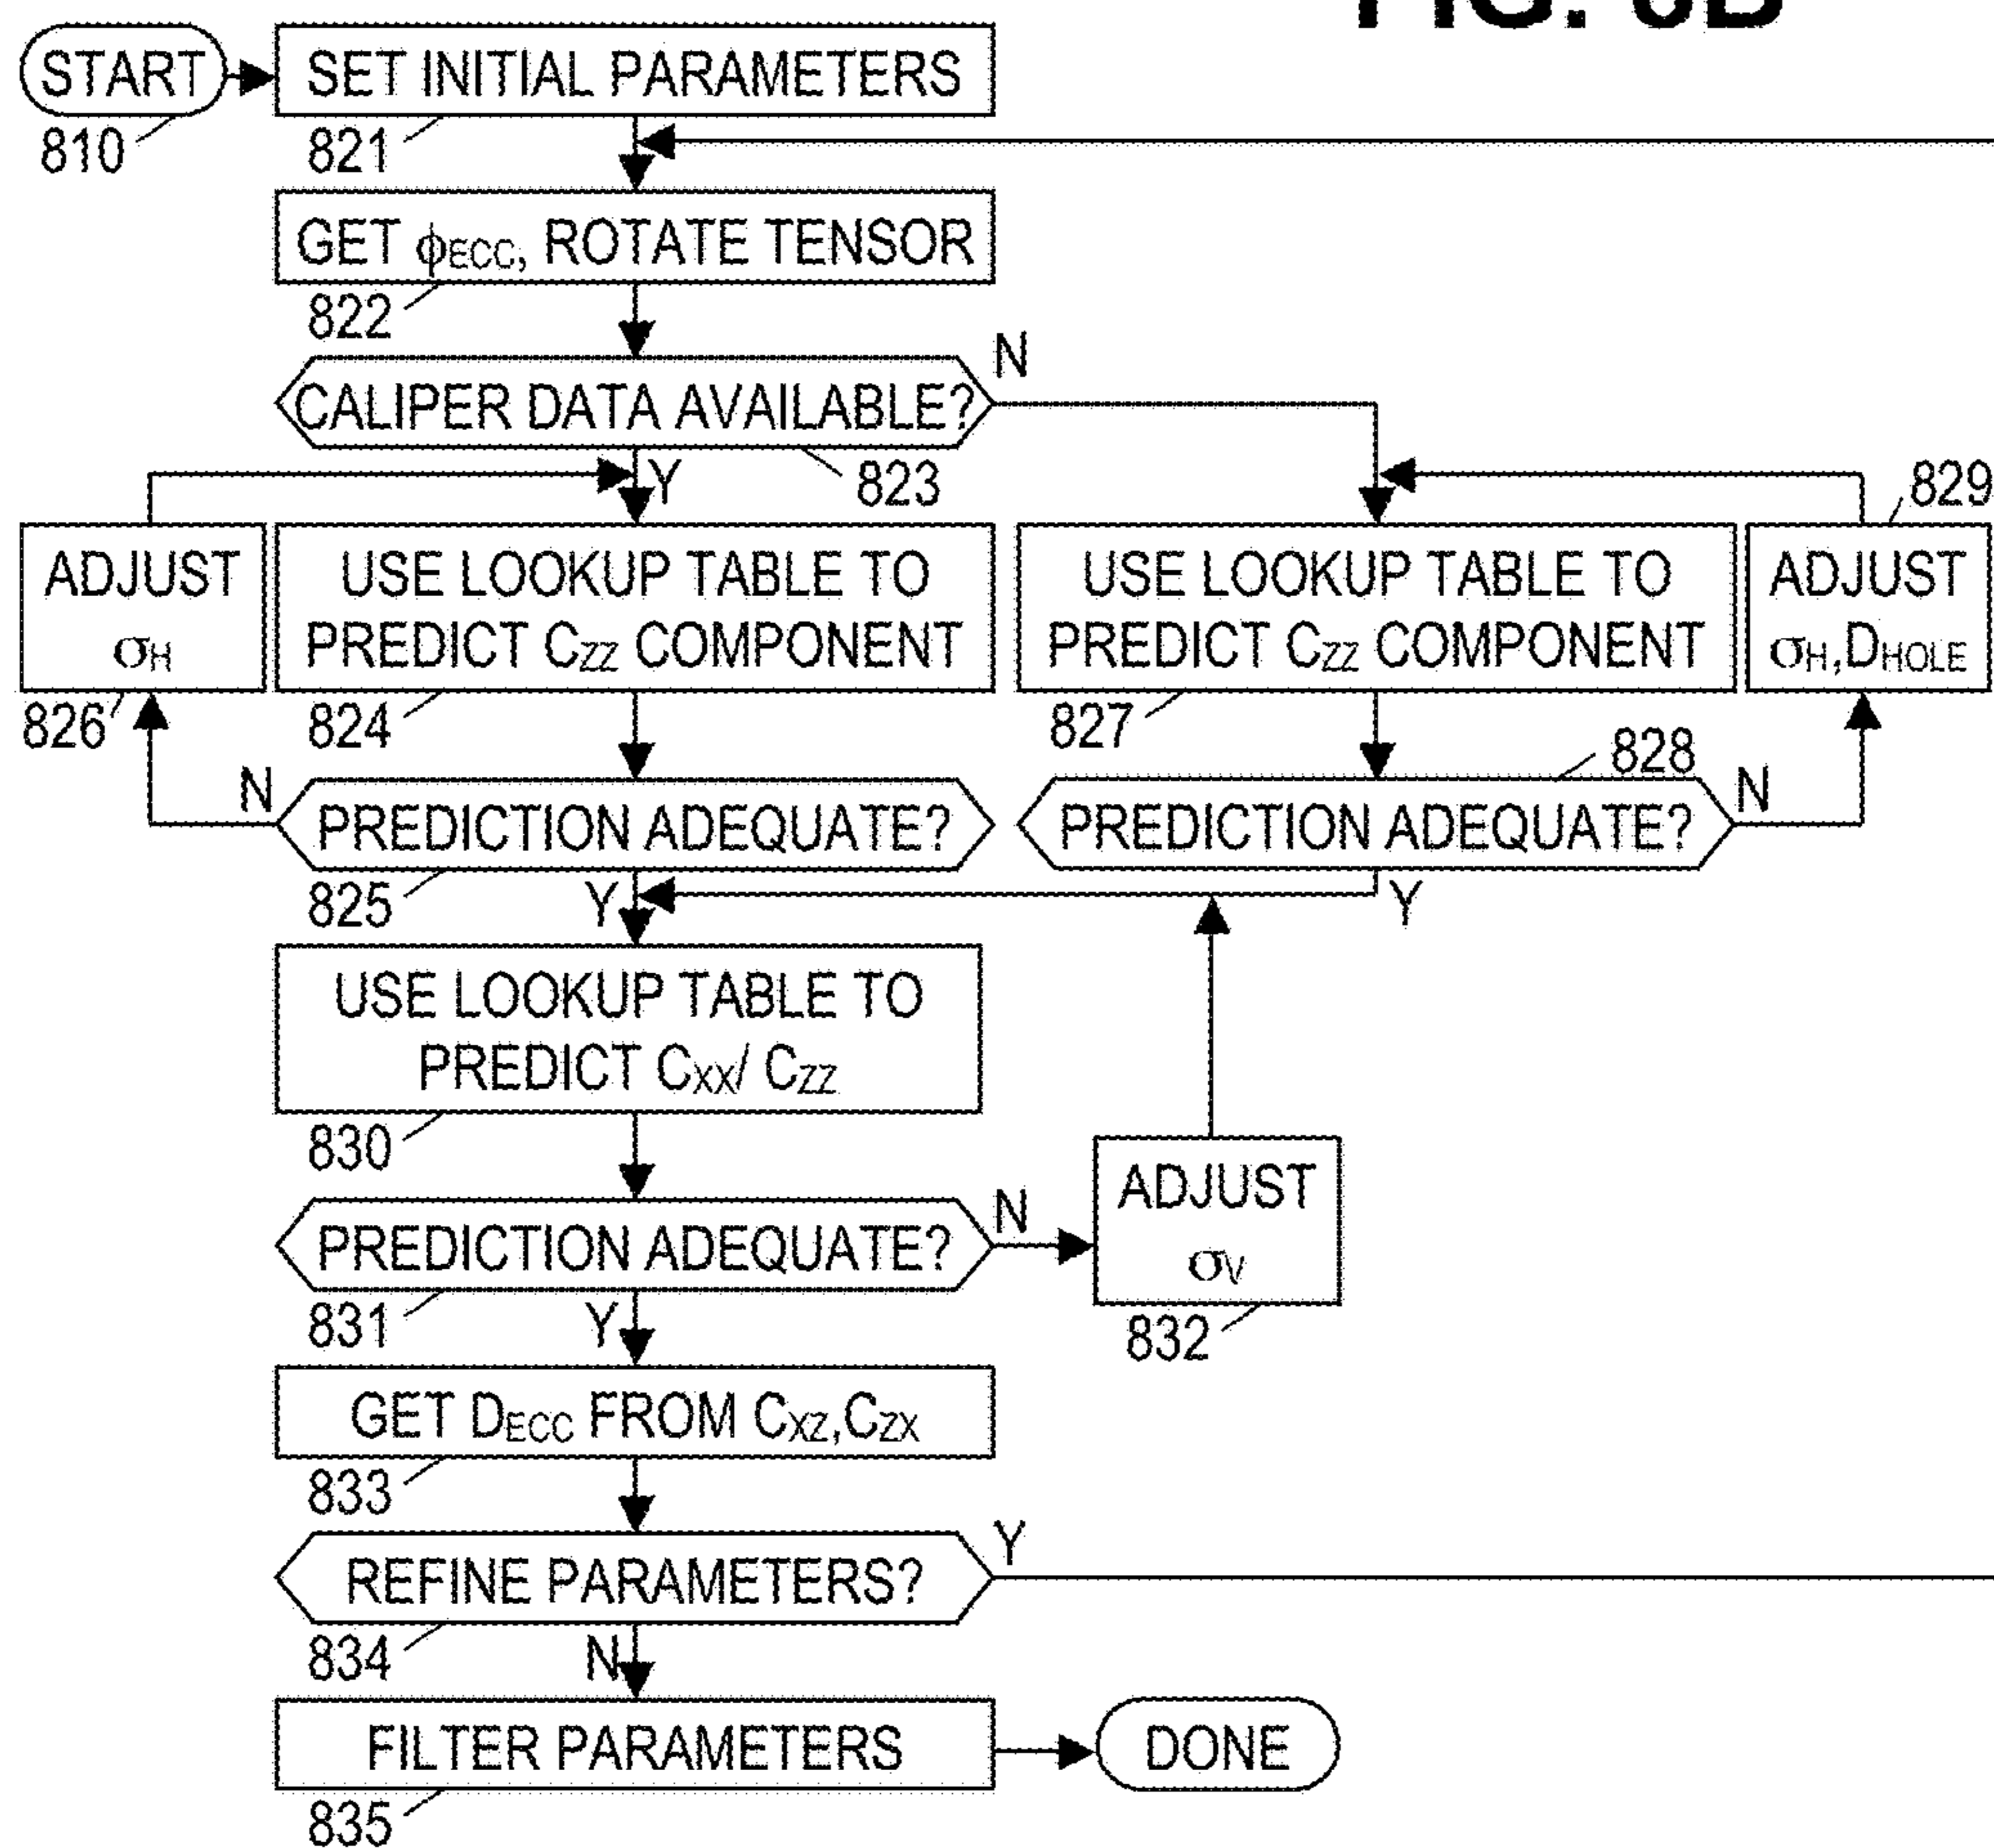 START
SET INITIAL PARAMETERS
810
821
GET ϕECC, ROTATE TENSOR
822
CALIPER DATA AVAILABLE?
N
Y
823
829
ADJUST
σH
USE LOOKUP TABLE TO
PREDICT CZZ COMPONENT
USE LOOKUP TABLE TO
PREDICT CZZ COMPONENT
ADJUST
σH,DHOLE
826
824
827
828
N
PREDICTION ADEQUATE?
PREDICTION ADEQUATE?
N
825
Y
Y
USE LOOKUP TABLE TO
PREDICT CXX/ CZZ
830
PREDICTION ADEQUATE?
N
ADJUST
σV
831
Y
832
GET DECC FROM CXZ,CZX
833
REFINE PARAMETERS?
Y
834
N
FILTER PARAMETERS
DONE
835